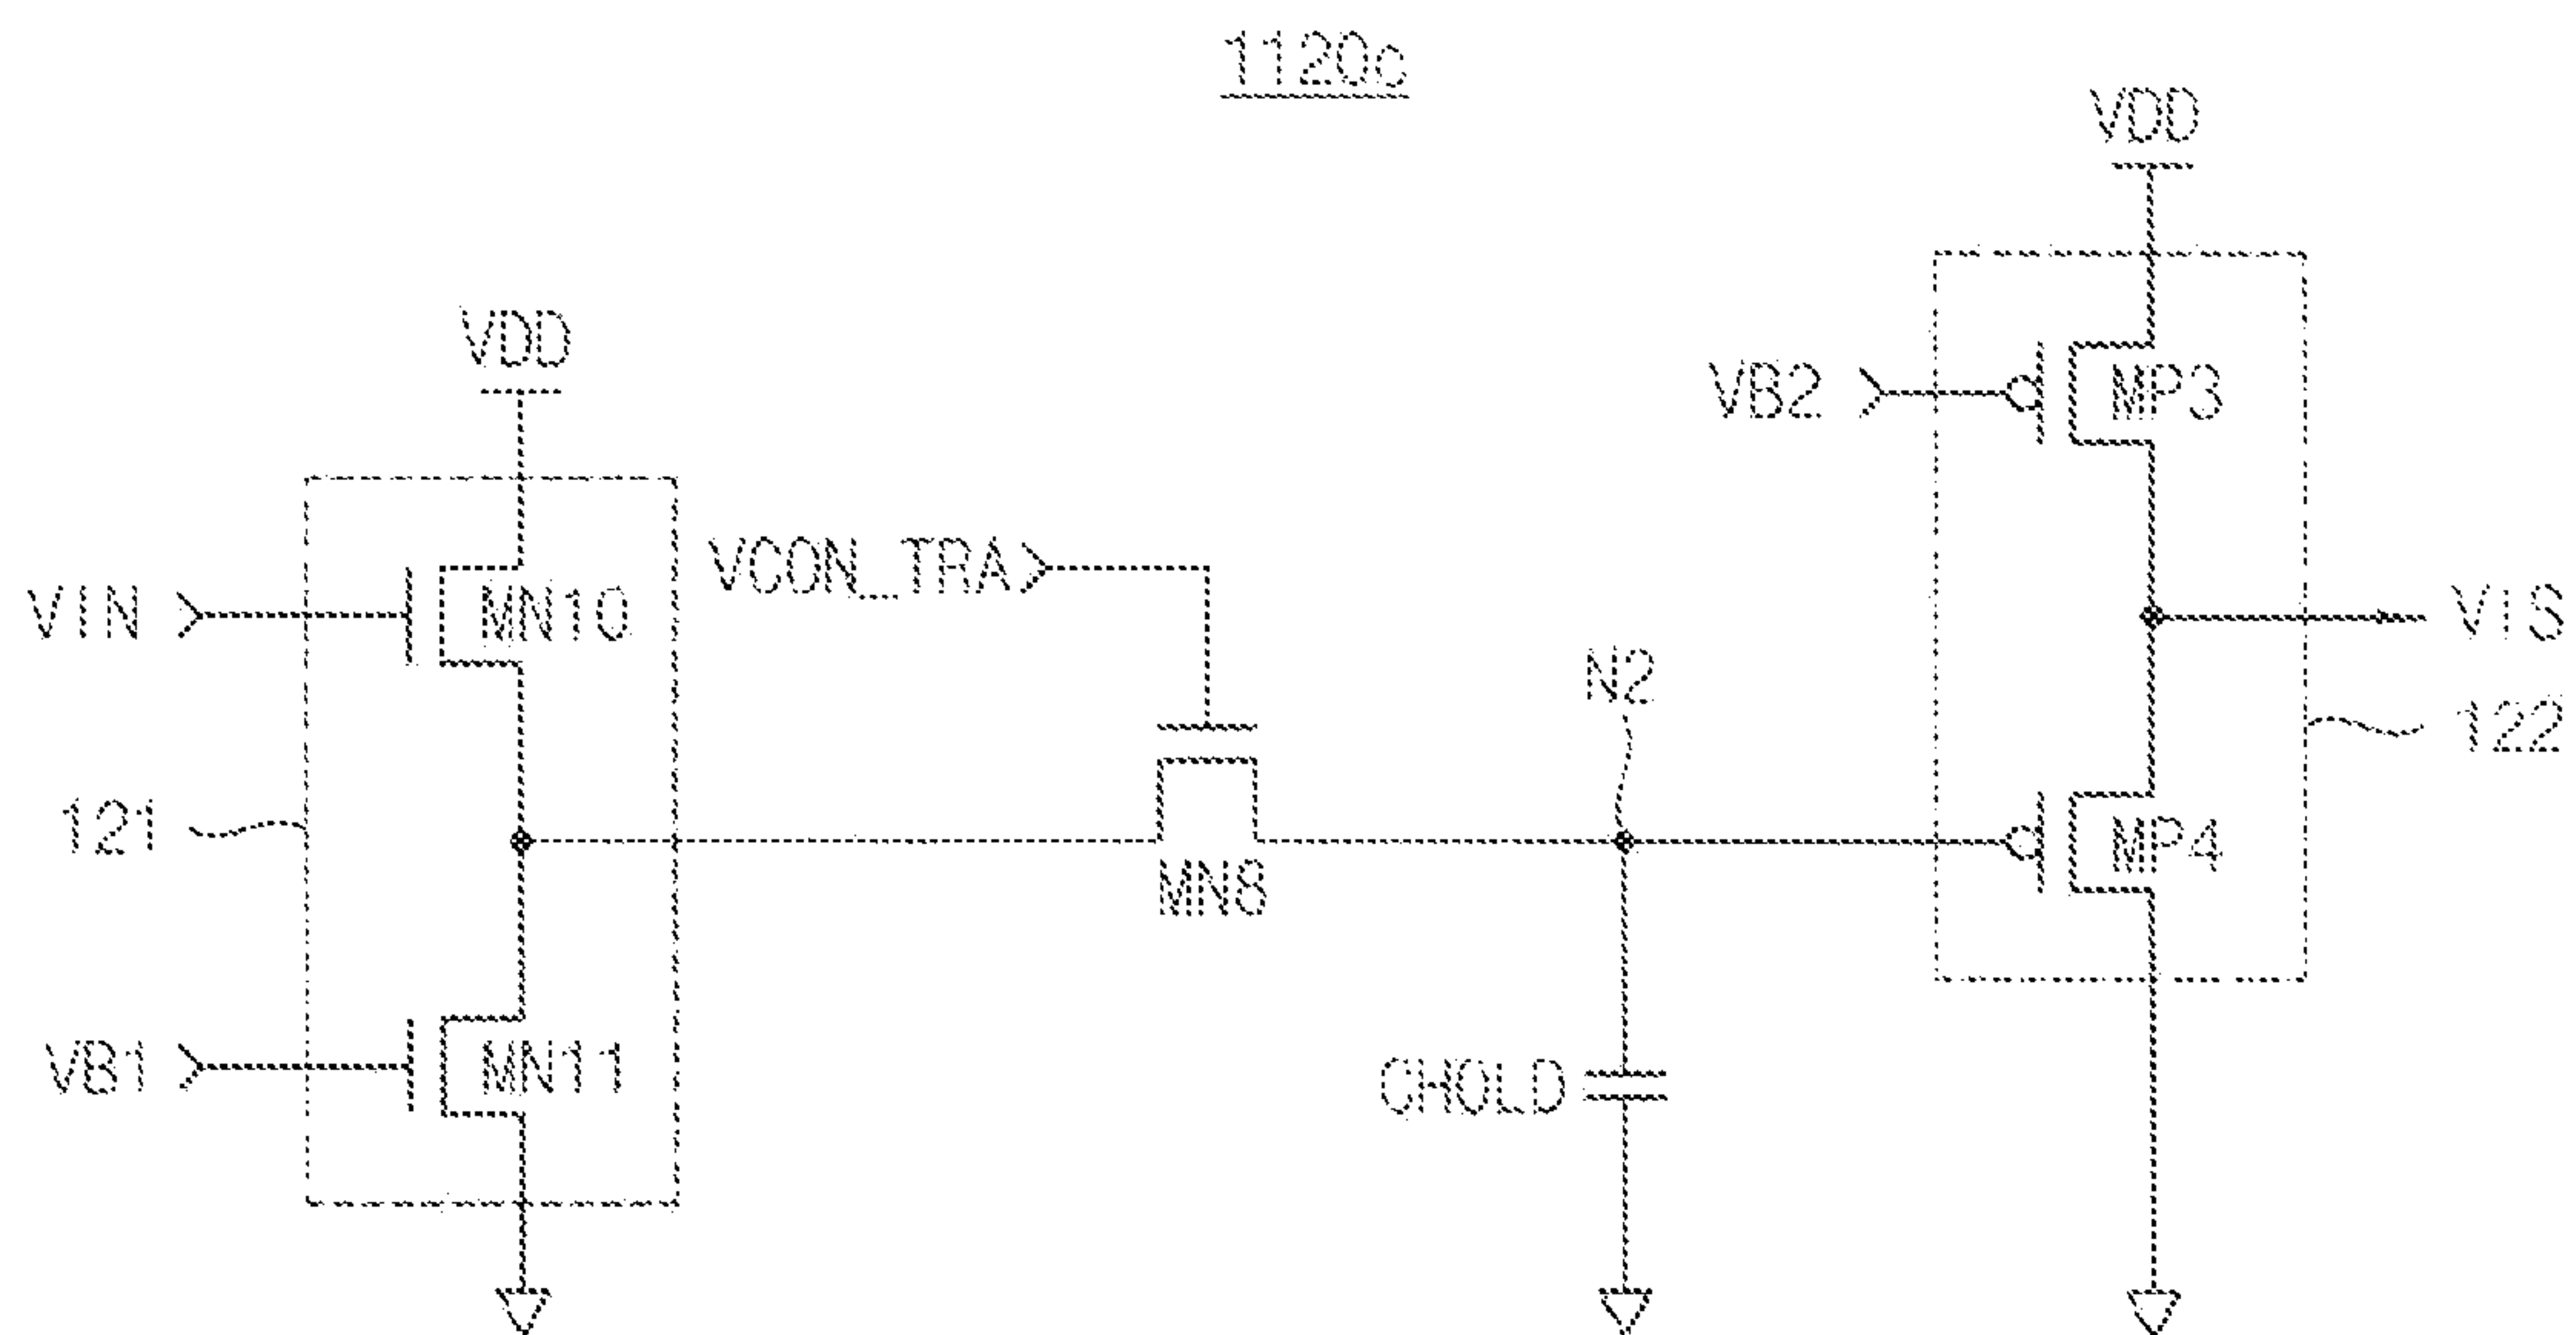 1120c
VDD
VDD
VB2
MP3
VIN
MN10
VCON_TRA
VIS
N2
122
121
MN8
MP4
VB1
MN11
CHOLD